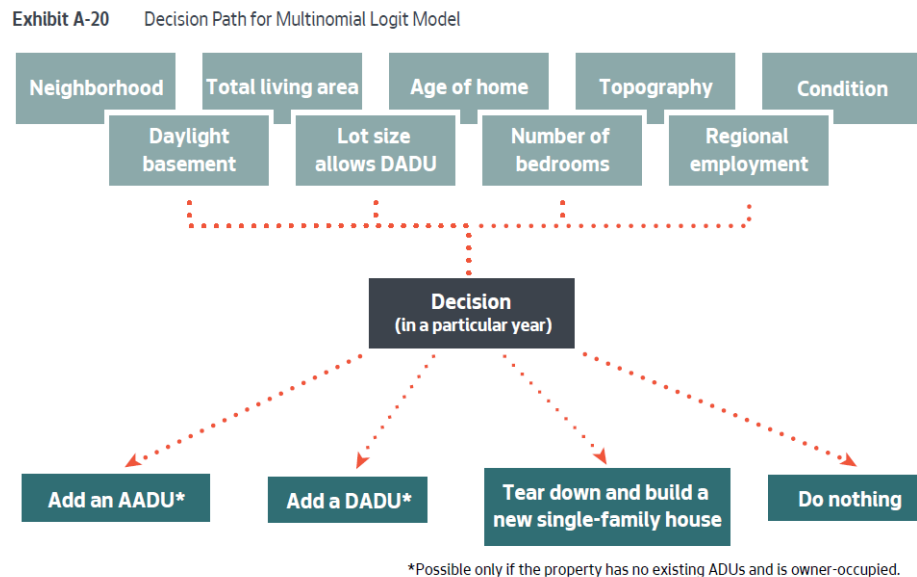 Exhibit A-20 Decision Path for Multinomial Logit Model
Neighborhood
Total living area
Age of home
Topography
Condition
Daylight
basement
Lot size
allows DADU
Number of
bedrooms
Regional
employment
Decision
(in a particular year)
Add an AADU*
Add a DADU*
Tear down and build a
new single-family house
Do nothing
*Possible only if the property has no existing ADUs and is owner-occupied.